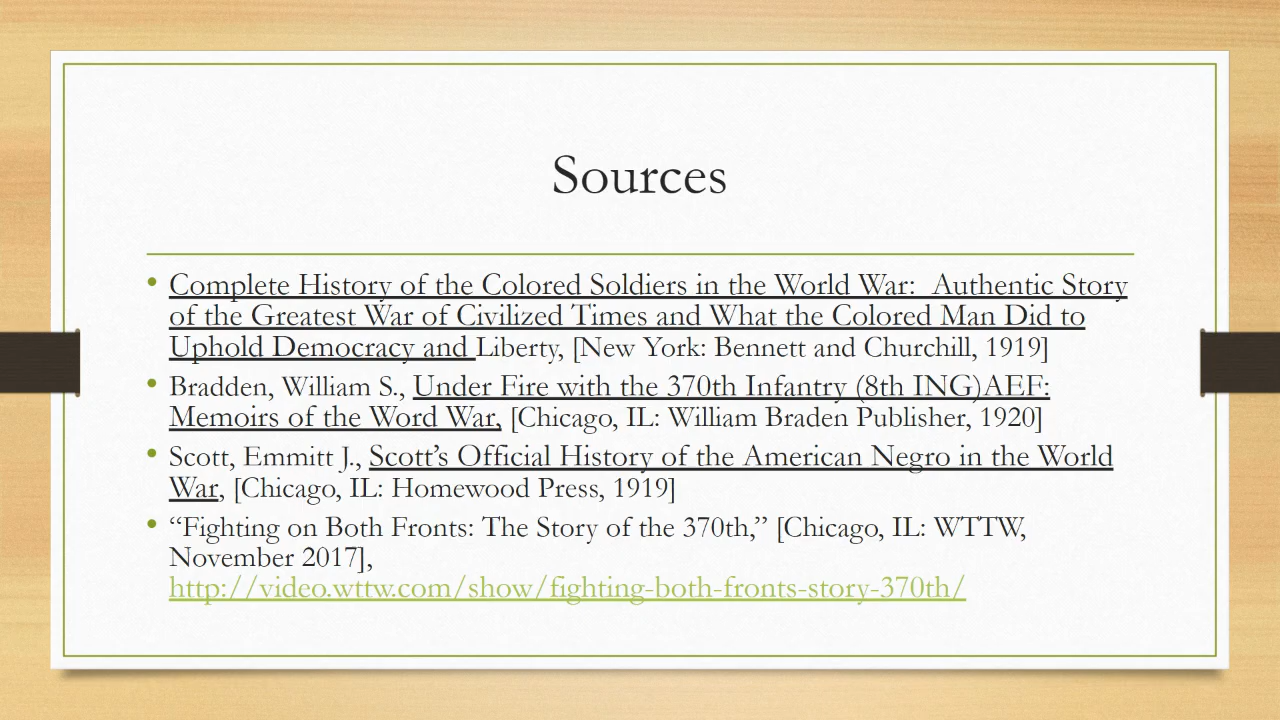 Sources
• Complete History of the Colored Soldiers in the World War:  Authentic Story
of the Greatest War of Civilized Times and What the Colored Man Did to
Uphold Democracy and Liberty, [New York: Bennett and Churchill, 1919]
• Bradden, William S., Under Fire with the 370th Infantry (8th ING)AEF:
Memoirs of the Word War, [Chicago, IL: William Braden Publisher, 1920]
• Scott, Emmitt J., Scott’s Official History of the American Negro in the World
War, [Chicago, IL: Homewood Press, 1919]
• “Fighting on Both Fronts: The Story of the 370th,” [Chicago, IL: WTTW,
November 2017],
http://video.wttw.com/show/fighting-both-fronts-story-370th/